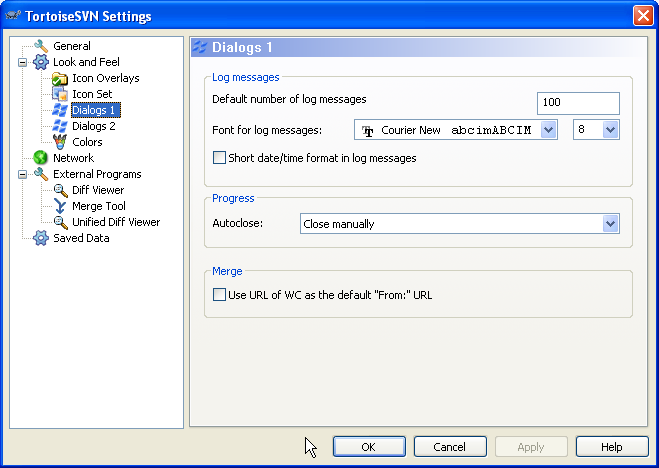 TortoiseSVN Settings
General
Look and Feel
Icon Overlays
Icon Set
Dialogs 1
Dialogs 2
Colors
Network
External Programs
Diff Viewer
Merge Tool
Unified Diff Viewer
Saved Data
Dialogs 1
Log messages
Default number of log messages 100
Font for log messages: Courier New abcimABCIM 8
Short date/time format in log messages
Progress
Autoclose: Close manually
Merge
Use URL of WC as the default "From:" URL
OK Cancel Apply Help